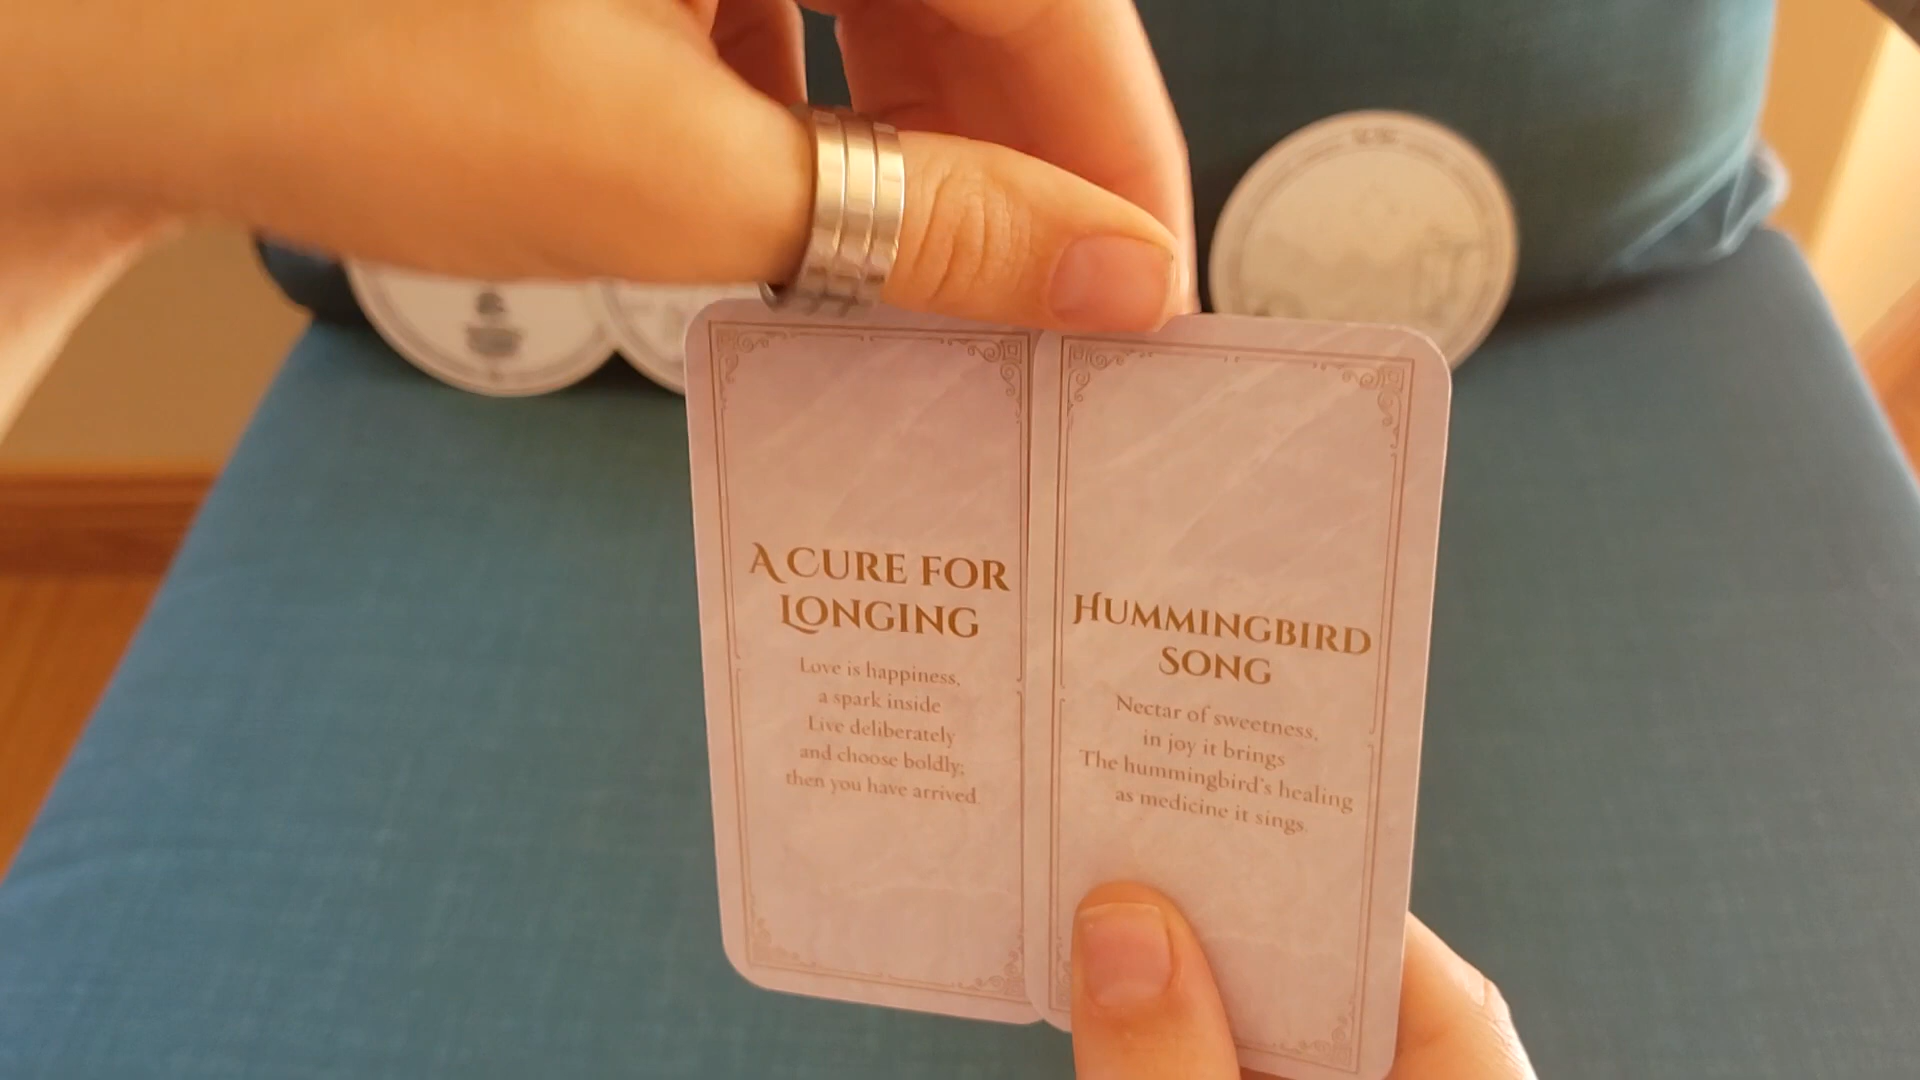 A CURE FOR
LONGING
Love is happiness,
a spark inside
Live deliberately
and choose boldly;
then you have arrived.
HUMMINGBIRD
SONG
Nectar of sweetness,
in joy it brings
The hummingbird's healing
as medicine it sings.